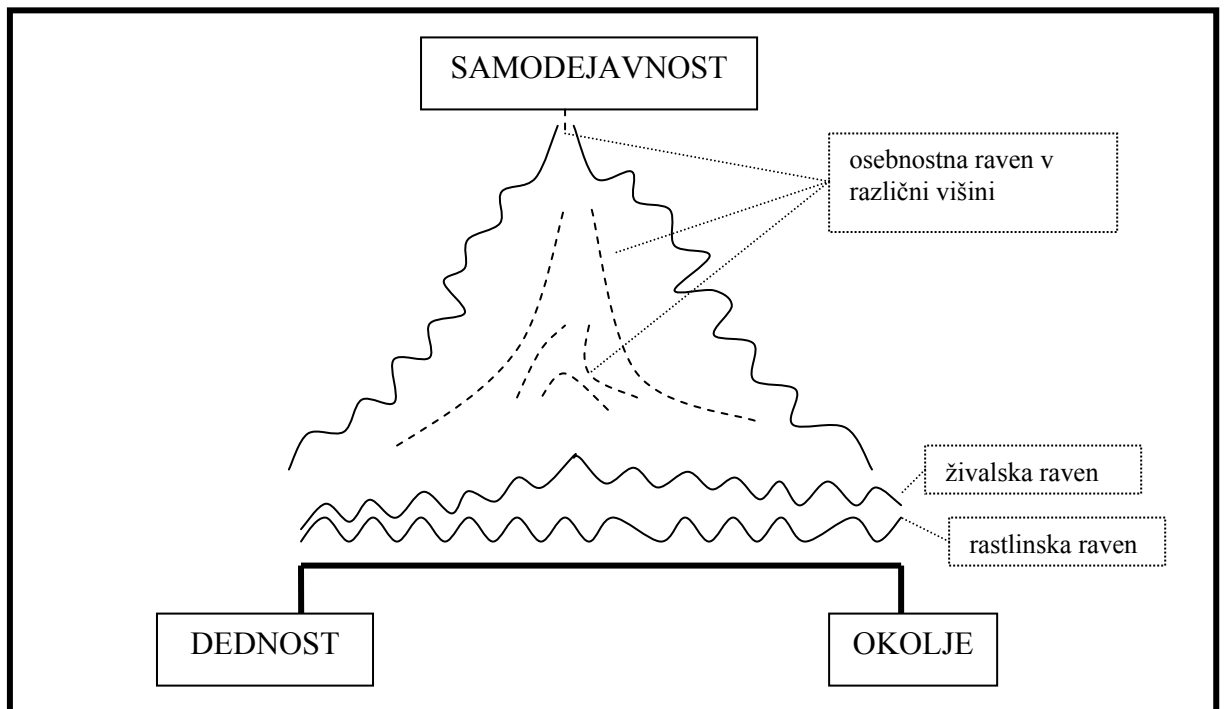 SAMODEJAVNOST
osebnostna raven v
različni višini
živalska raven
rastlinska raven
DEDNOST
OKOLJE